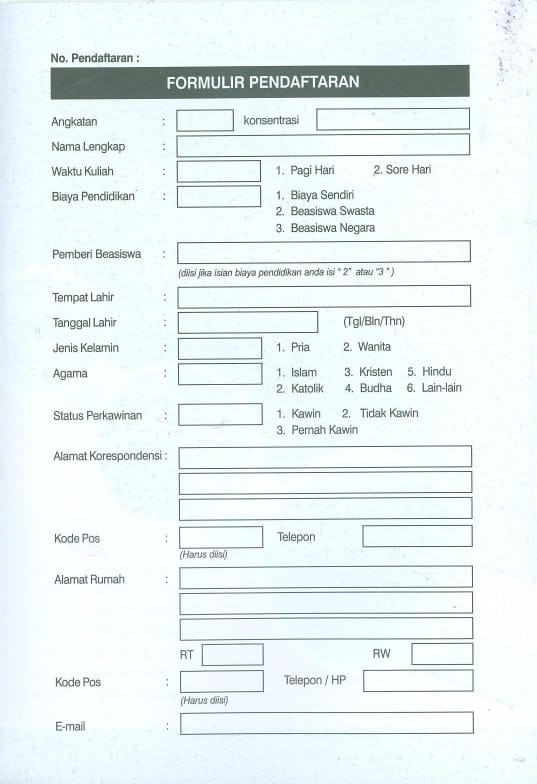 No. Pendaftaran :
FORMULIR PENDAFTARAN
Angkatan : konsentrasi
Nama Lengkap :
Waktu Kuliah : 1. Pagi Hari 2. Sore Hari
Biaya Pendidikan : 1. Biaya Sendiri
2. Beasiswa Swasta
3. Beasiswa Negara
Pemberi Beasiswa :
(diisi jika isian biaya pendidikan anda isi " 2" atau "3 " )
Tempat Lahir :
Tanggal Lahir : (Tgl/Bln/Thn)
Jenis Kelamin : 1. Pria 2. Wanita
Agama : 1. Islam 3. Kristen 5. Hindu
2. Katolik 4. Budha 6. Lain-lain
Status Perkawinan : 1. Kawin 2. Tidak Kawin
3. Pernah Kawin
Alamat Korespondensi :
Kode Pos : Telepon
(Harus diisi)
Alamat Rumah :
RT RW
Kode Pos : Telepon / HP
(Harus diisi)
E-mail :